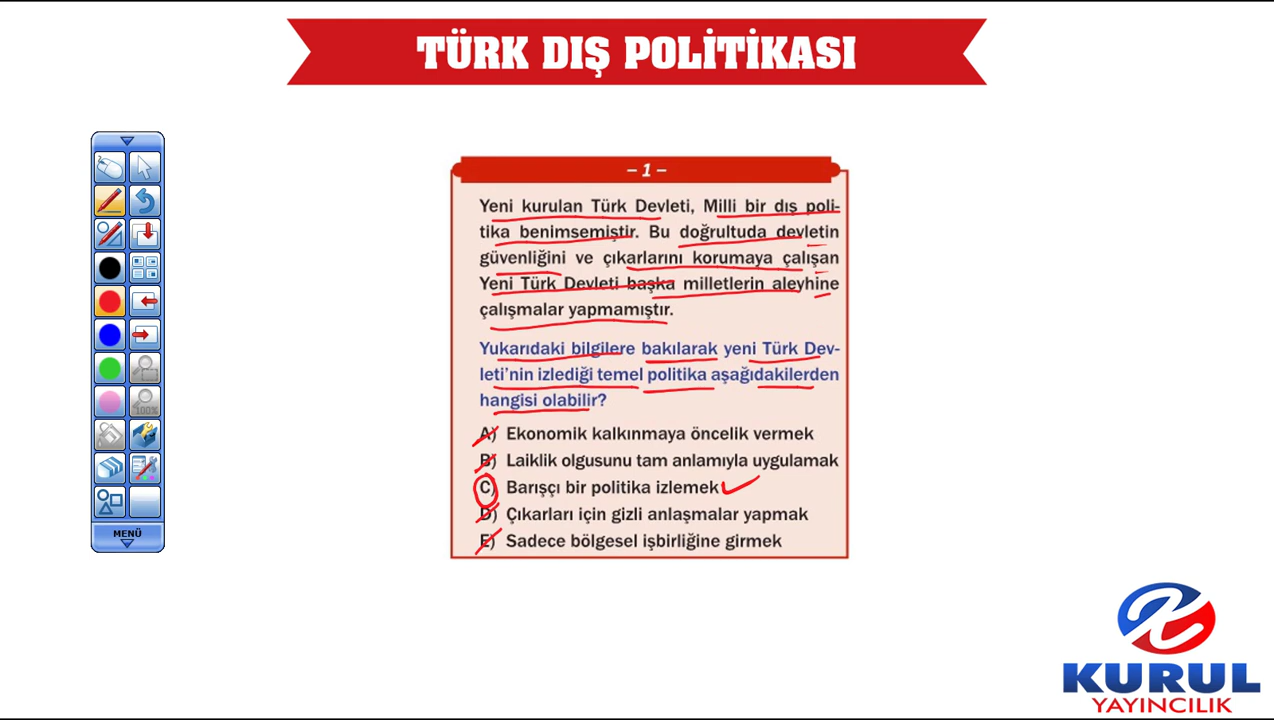 TÜRK DIŞ POLİTİKASI
– 1 –
Yeni kurulan Türk Devleti, Milli bir dış poli-
tika benimsemiştir. Bu doğrultuda devletin
güvenliğini ve çıkarlarını korumaya çalışan
Yeni Türk Devleti başka milletlerin aleyhine
çalışmalar yapmamıştır.
Yukarıdaki bilgilere bakılarak yeni Türk Dev-
leti'nin izlediği temel politika aşağıdakilerden
hangisi olabilir?
A) Ekonomik kalkınmaya öncelik vermek
B) Laiklik olgusunu tam anlamıyla uygulamak
C) Barışçı bir politika izlemek
D) Çıkarları için gizli anlaşmalar yapmak
E) Sadece bölgesel işbirliğine girmek
100%
MENÜ
KURUL
YAYINCILIK